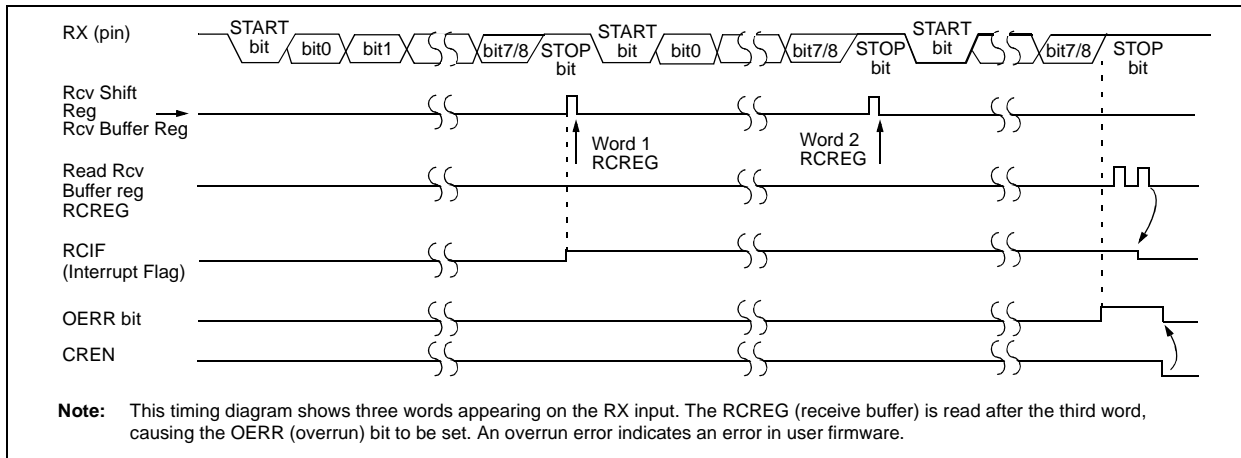 RX (pin)
START
bit
bit0
bit1
bit7/8
STOP
bit
START
bit
bit0
bit7/8
STOP
bit
START
bit
bit7/8
STOP
bit
Rcv Shift
Reg
Rcv Buffer Reg
Word 1
RCREG
Word 2
RCREG
Read Rcv
Buffer reg
RCREG
RCIF
(Interrupt Flag)
OERR bit
CREN
Note: This timing diagram shows three words appearing on the RX input. The RCREG (receive buffer) is read after the third word,
causing the OERR (overrun) bit to be set. An overrun error indicates an error in user firmware.